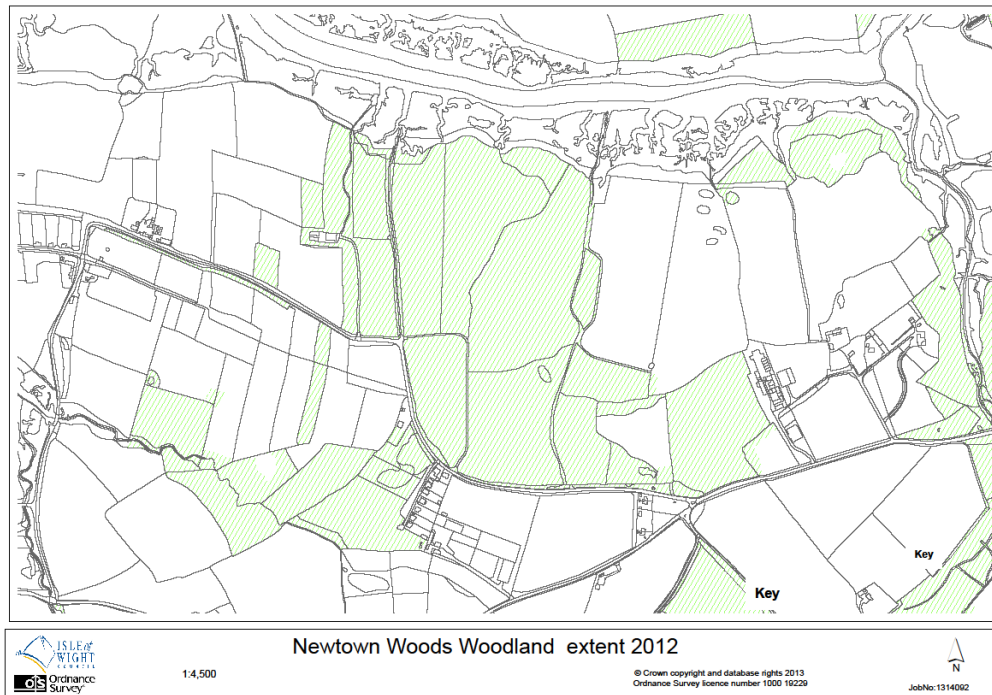 Key
Key
ISLE of
WIGHT
COUNCIL
Ordnance
Survey
1:4,500
Newtown Woods Woodland extent 2012
© Crown copyright and database rights 2013
Ordnance Survey licence number 1000 19229
N
JobNo:1314092